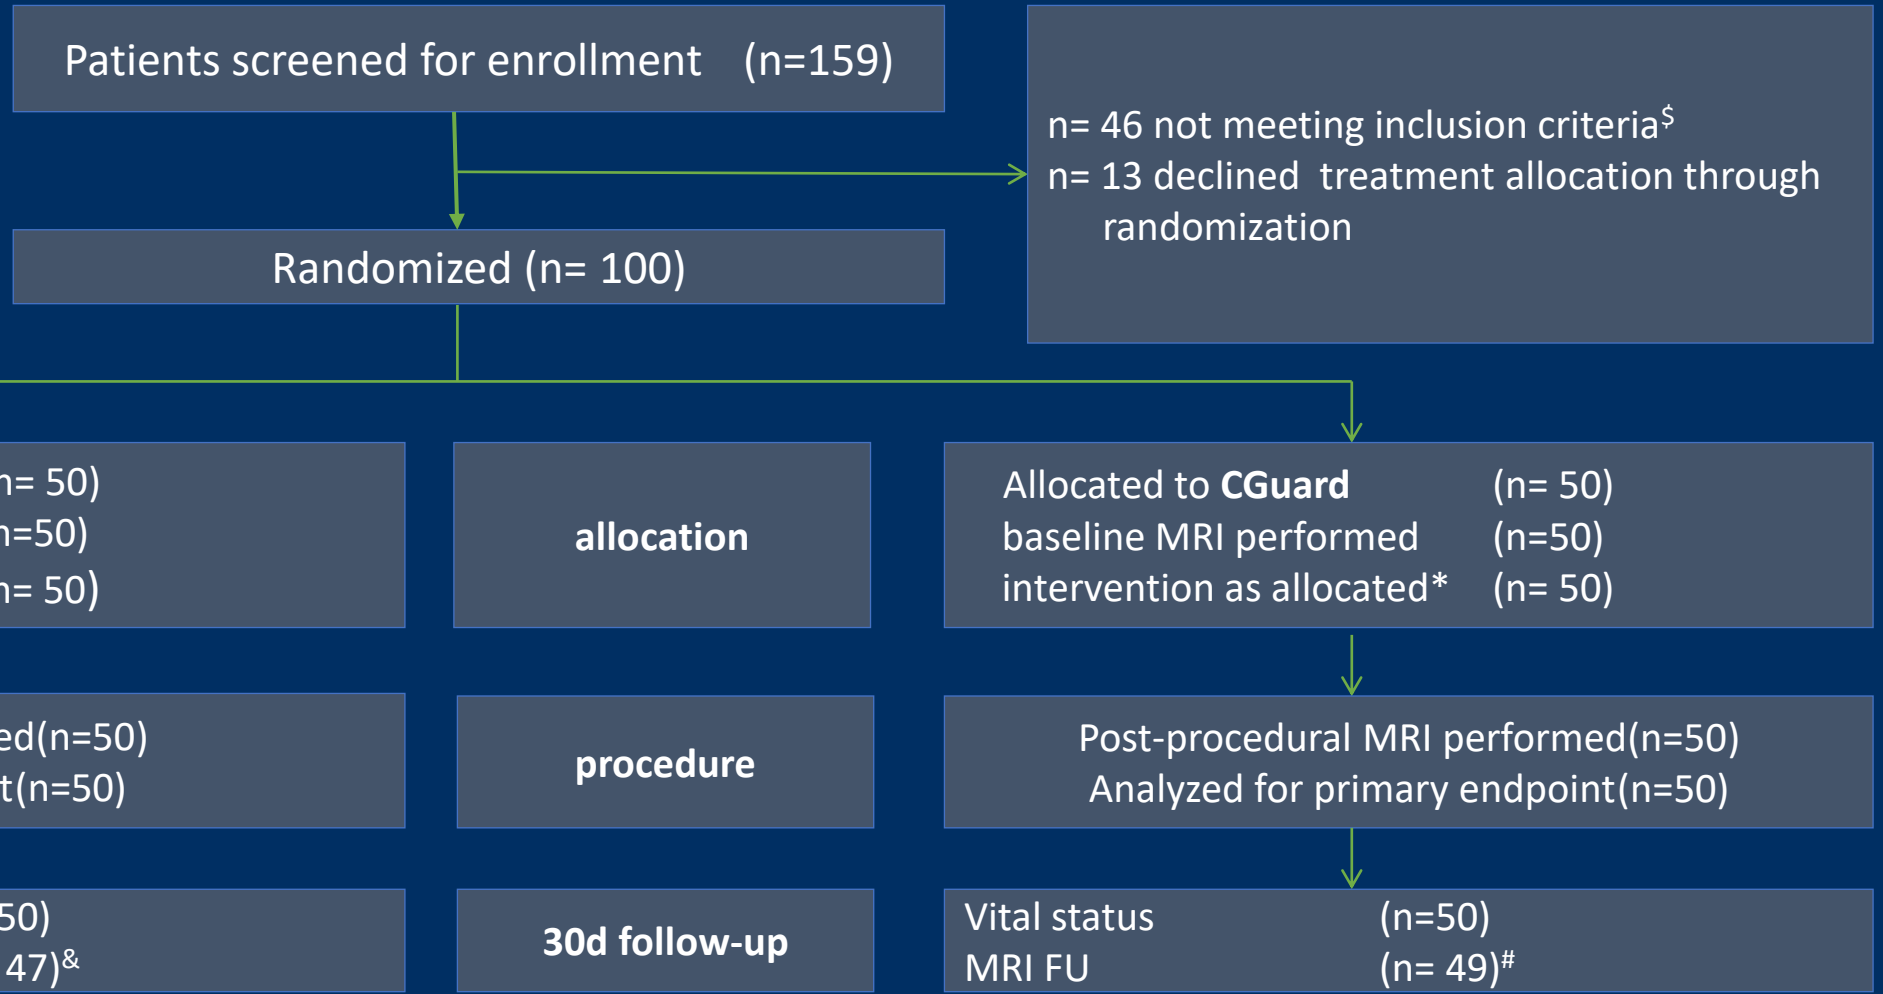 Patients screened for enrollment (n=159)
n= 46 not meeting inclusion criteria$
n= 13 declined treatment allocation through
randomization
Randomized (n= 100)
n= 50)
n=50)
n= 50)
allocation
Allocated to CGuard (n= 50)
baseline MRI performed (n=50)
intervention as allocated* (n= 50)
ed(n=50)
t(n=50)
procedure
Post-procedural MRI performed(n=50)
Analyzed for primary endpoint(n=50)
50)
47)&
30d follow-up
Vital status (n=50)
MRI FU (n= 49)#